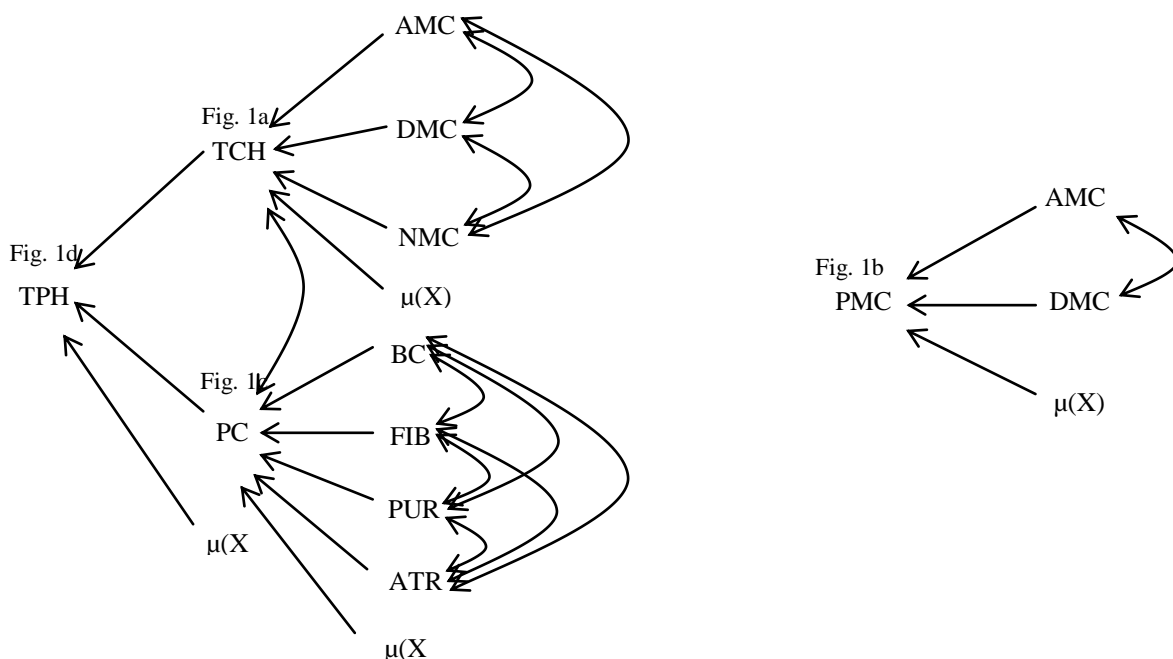 AMC
Fig. 1a
DMC
TCH
NMC
Fig. 1d
TPH
µ(X)
BC
Fig. 1c
PC
FIB
PUR
µ(X
ATR
µ(X
AMC
Fig. 1b
PMC
DMC
µ(X)